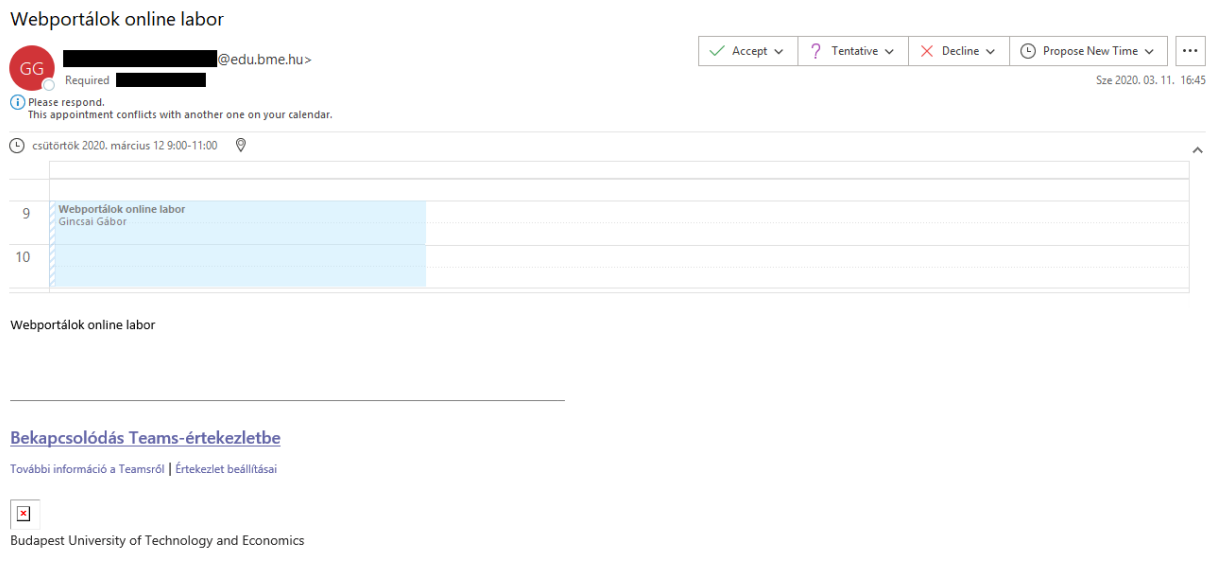 Webportálok online labor
GG
@edu.bme.hu>
Required
Accept
Tentative
Decline
Propose New Time
Sze 2020. 03. 11. 16:45
Please respond.
This appointment conflicts with another one on your calendar.
csütörtök 2020. március 12 9:00-11:00
9
Webportálok online labor
Gincsai Gábor
10
Webportálok online labor
Bekapcsolódás Teams-értekezletbe
További információ a Teamsről | Értekezlet beállításai
Budapest University of Technology and Economics